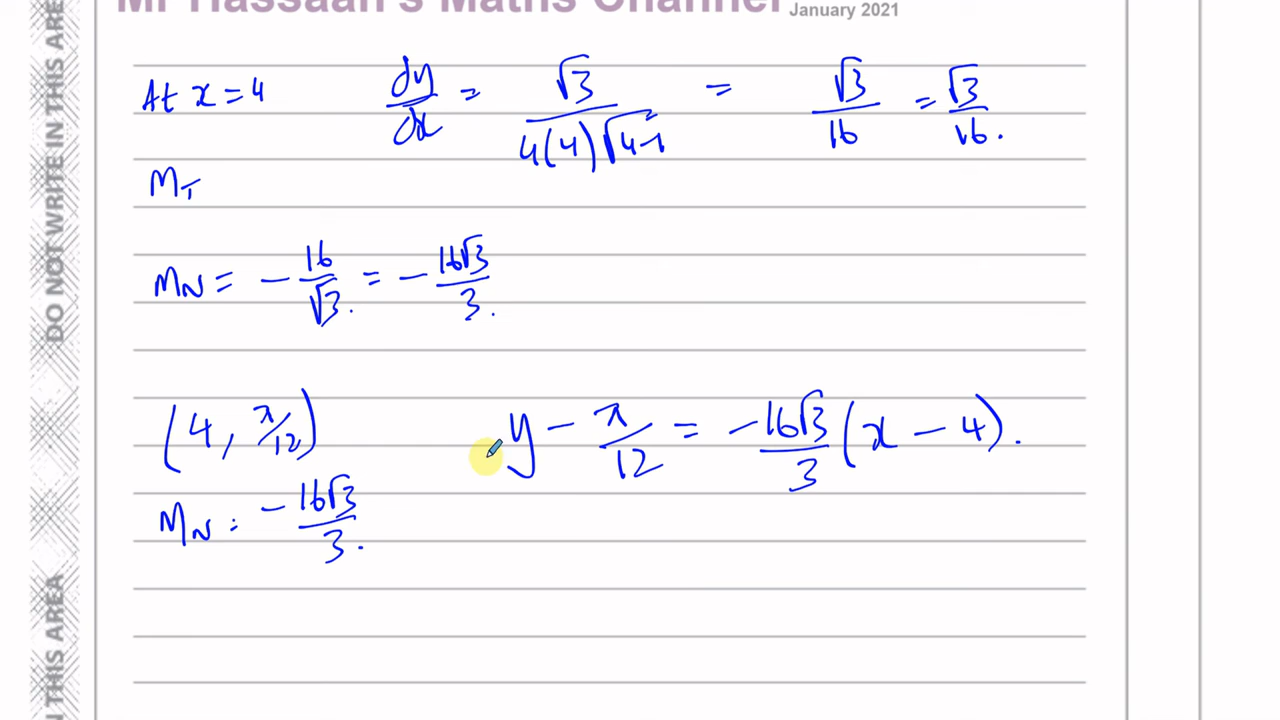 Mr Hassaan's Maths Channel
January 2021
At x = 4 dy/dx = √3/(4(4)√(4-1)) = √3/16 = √3/16.
M_T
M_N = -16/√3. = -16√3/3.
(4, π/12) y - π/12 = -16√3/3 (x - 4).
M_N = -16√3/3.
DO NOT WRITE IN THIS ARE
THIS AREA
N THIS AREA